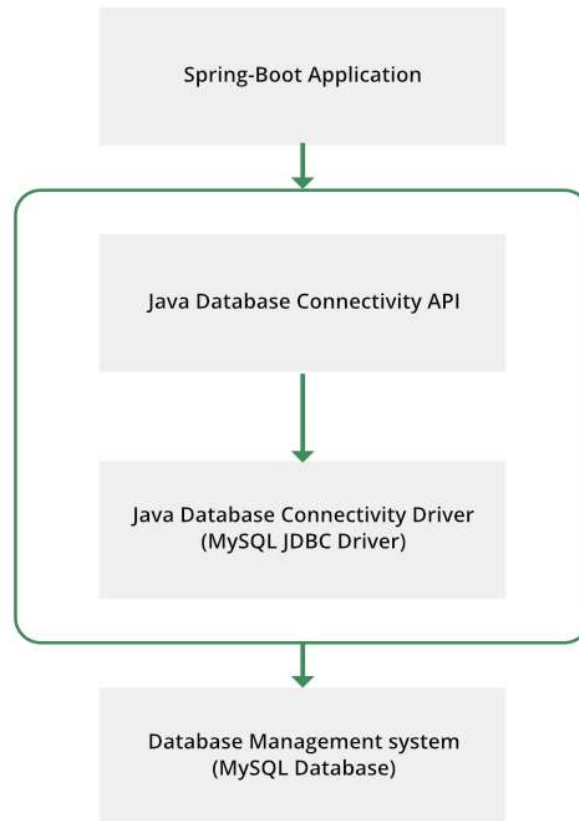 Spring-Boot Application
Java Database Connectivity API
Java Database Connectivity Driver
(MySQL JDBC Driver)
Database Management system
(MySQL Database)